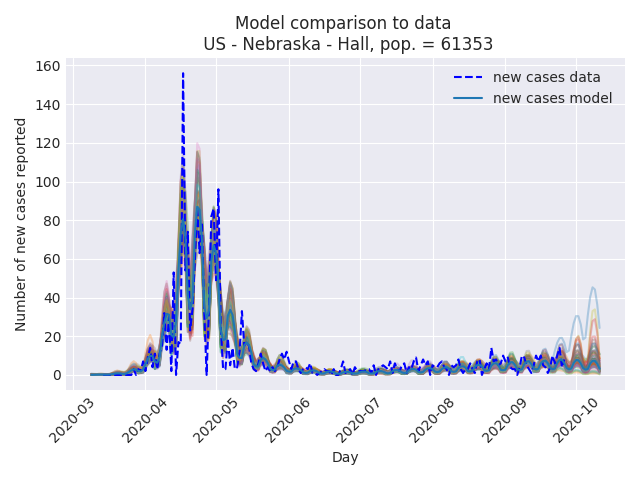 Model comparison to data
US - Nebraska - Hall, pop. = 61353
160
140
120
100
80
60
40
20
0
Number of new cases reported
new cases data
new cases model
2020-03
2020-04
2020-05
2020-06
2020-07
2020-08
2020-09
2020-10
Day